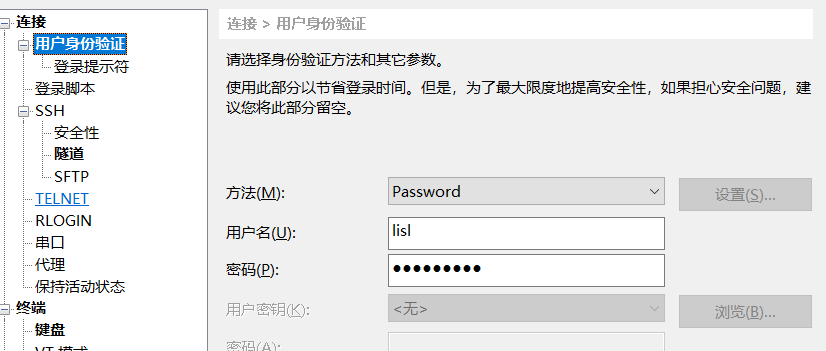 连接
用户身份验证
登录提示符
登录脚本
SSH
安全性
隧道
SFTP
TELNET
RLOGIN
串口
代理
保持活动状态
终端
键盘
VT 模式
连接 > 用户身份验证
请选择身份验证方法和其它参数。
使用此部分以节省登录时间。但是，为了最大限度地提高安全性，如果担心安全问题，建
议您将此部分留空。
方法(M):
Password
设置(S)...
用户名(U):
lisl
密码(P):
●●●●●●●●●
用户密钥(K):
<无>
浏览(B)...
密码(A):